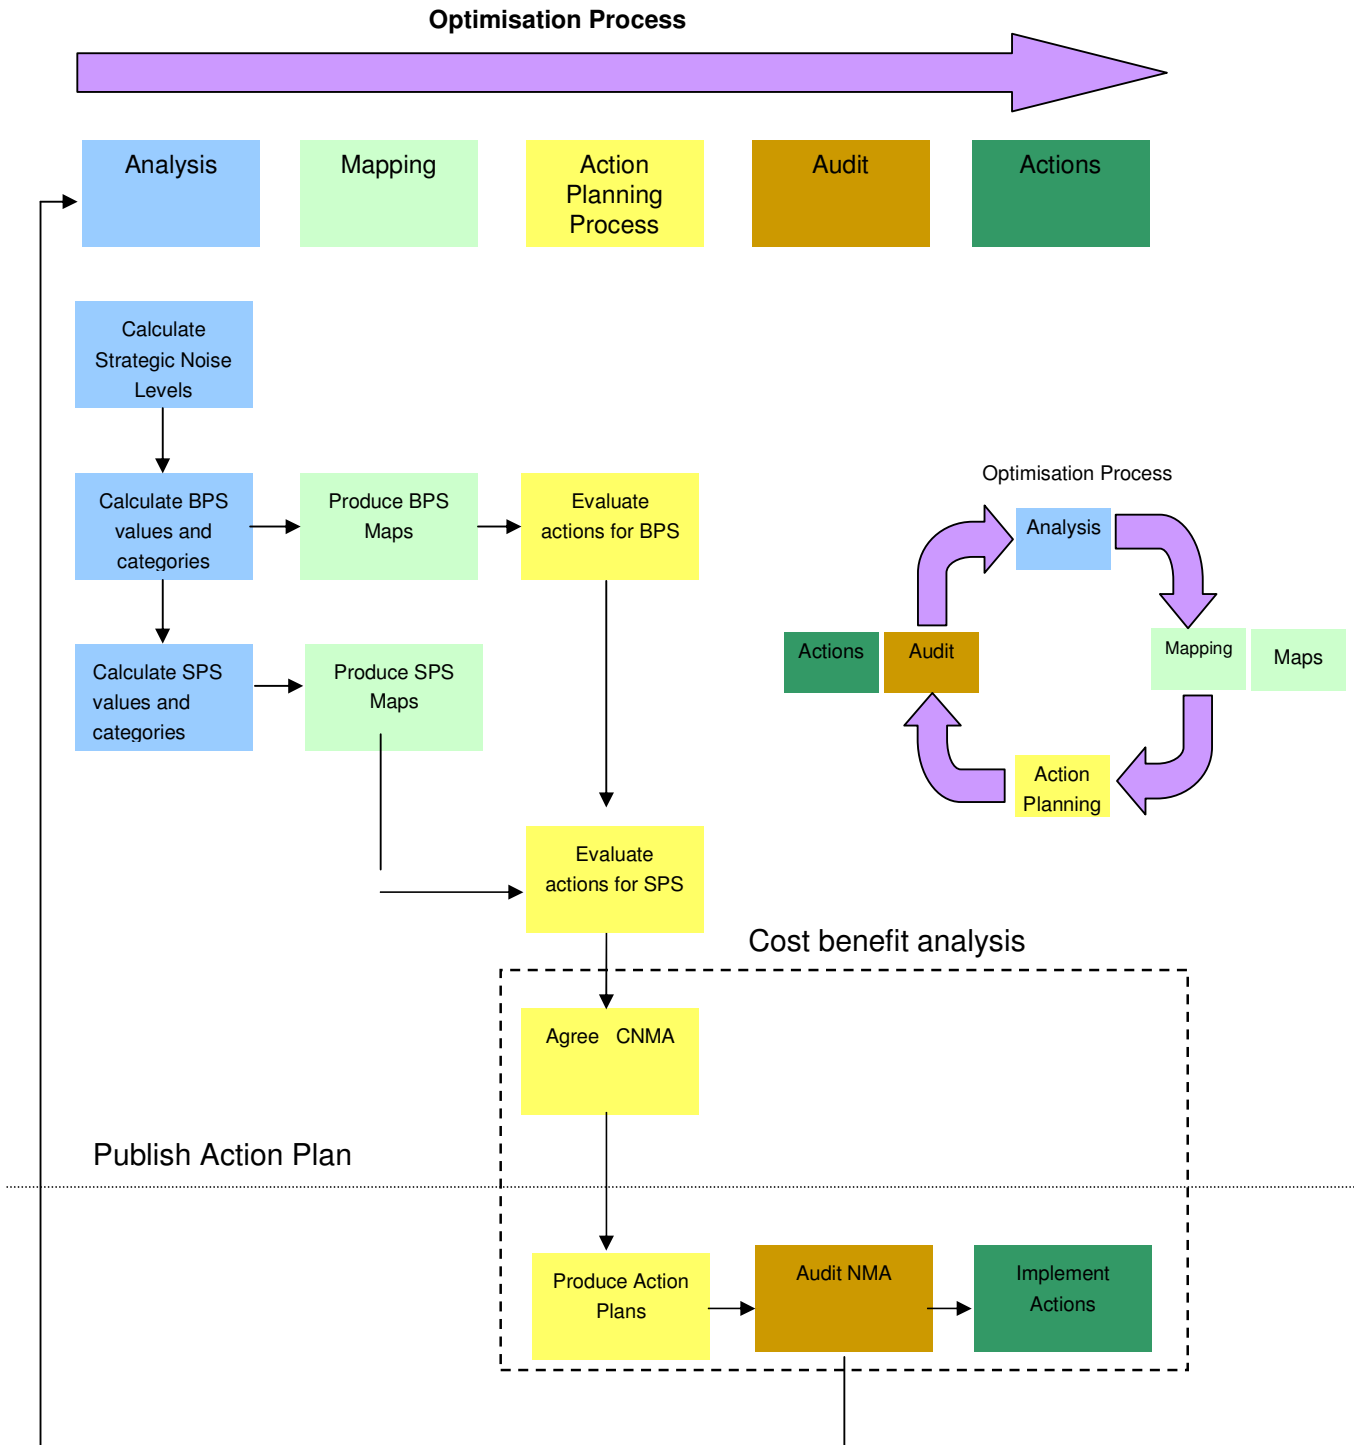 Optimisation Process
Analysis
Mapping
Action
Planning
Process
Audit
Actions
Calculate
Strategic Noise
Levels
Calculate BPS
values and
categories
Produce BPS
Maps
Evaluate
actions for BPS
Calculate SPS
values and
categories
Produce SPS
Maps
Optimisation Process
Analysis
Actions
Audit
Mapping
Maps
Action
Planning
Evaluate
actions for SPS
Cost benefit analysis
Agree CNMA
Publish Action Plan
Produce Action
Plans
Audit NMA
Implement
Actions